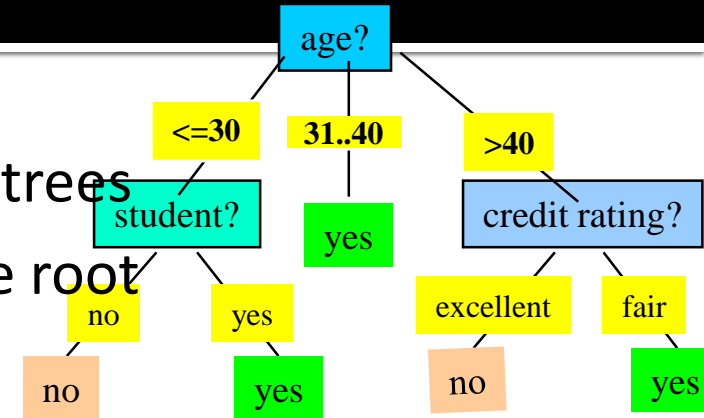 age?
<=30 31..40 >40
trees
student? yes credit rating?
e root
no yes excellent fair
no yes no yes